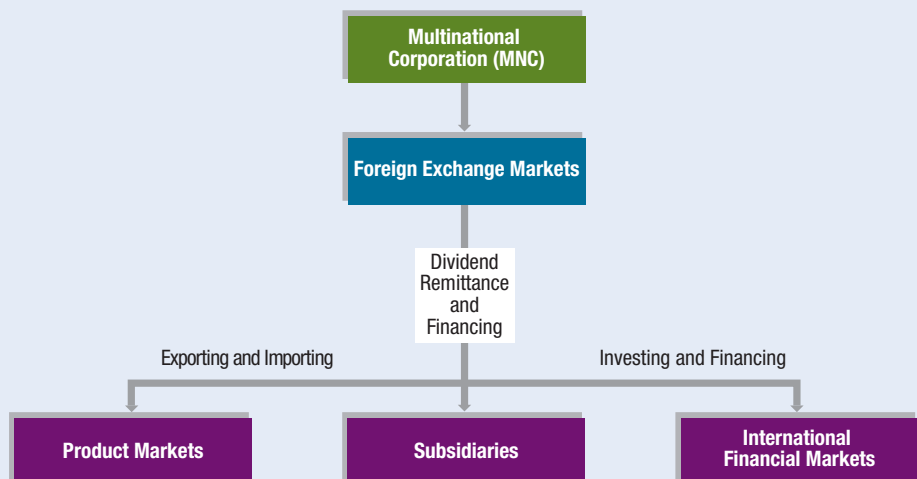 Multinational
Corporation (MNC)
Foreign Exchange Markets
Dividend
Remittance
and
Financing
Exporting and Importing
Investing and Financing
Product Markets
Subsidiaries
International
Financial Markets